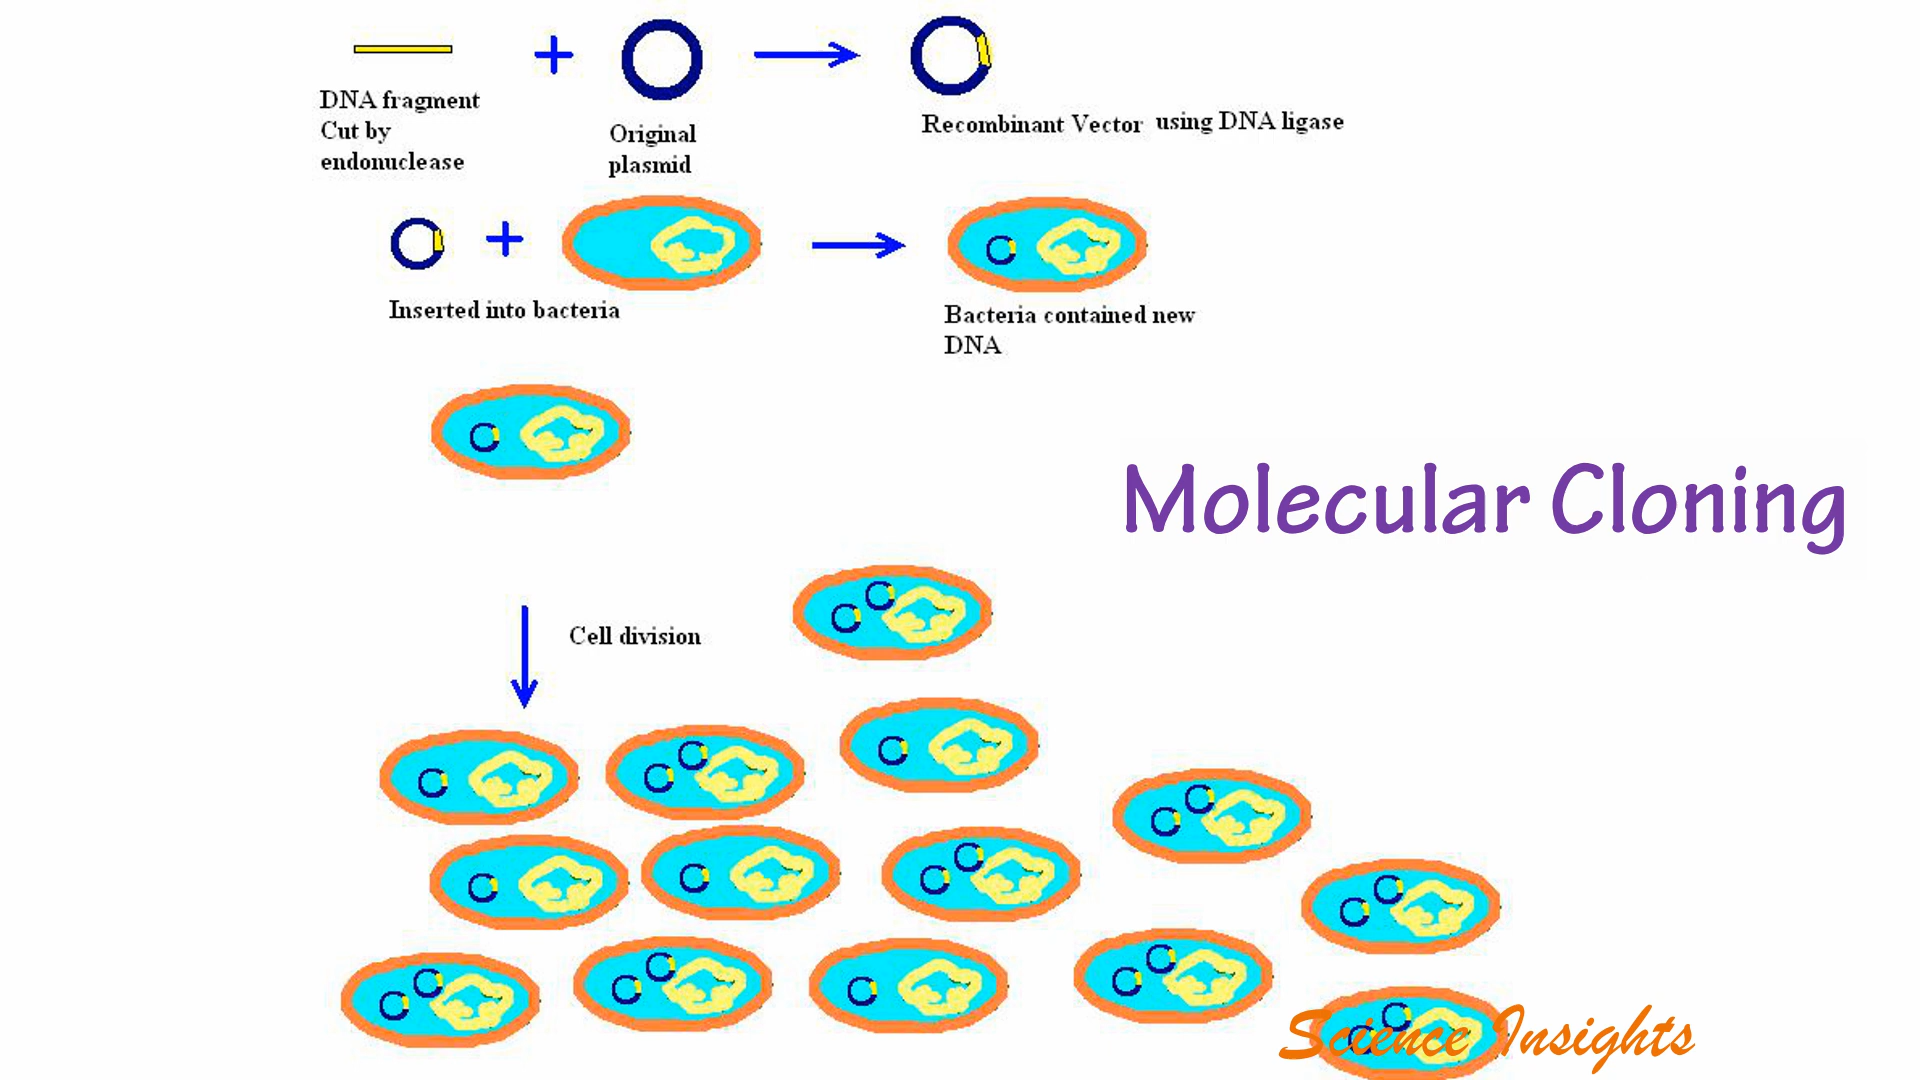 DNA fragment
Cut by
endonuclease
Original
plasmid
Recombinant Vector using DNA ligase
Inserted into bacteria
Bacteria contained new
DNA
Molecular Cloning
Cell division
Science Insights